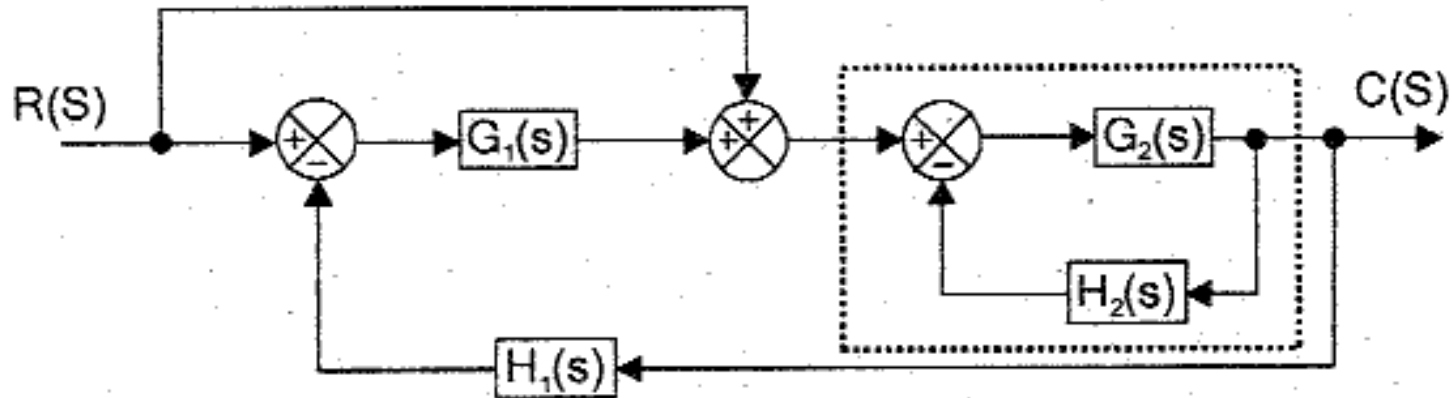 R(S)
G₁(s)
G₂(s)
C(S)
H₂(s)
H₁(s)
+
−
+
+
+
−